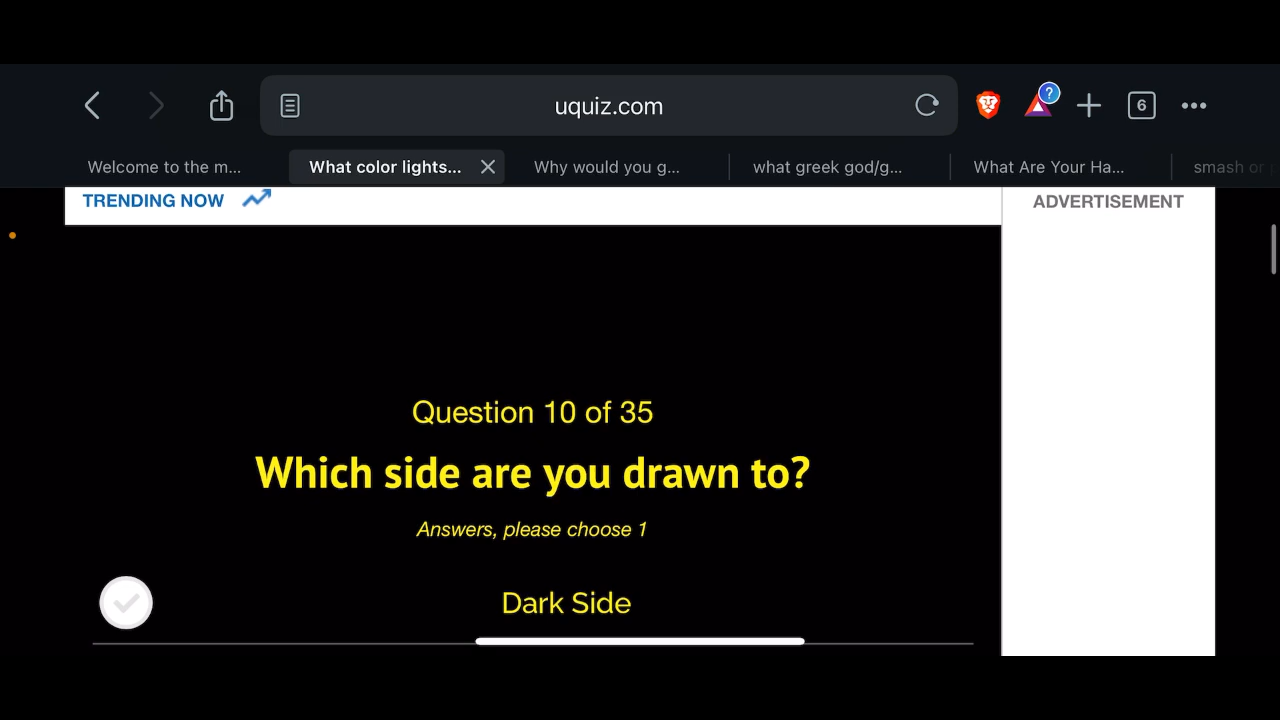 uquiz.com
?
6
Welcome to the m...
What color lights...
Why would you g...
what greek god/g...
What Are Your Ha...
smash or
TRENDING NOW
ADVERTISEMENT
Question 10 of 35
Which side are you drawn to?
Answers, please choose 1
Dark Side